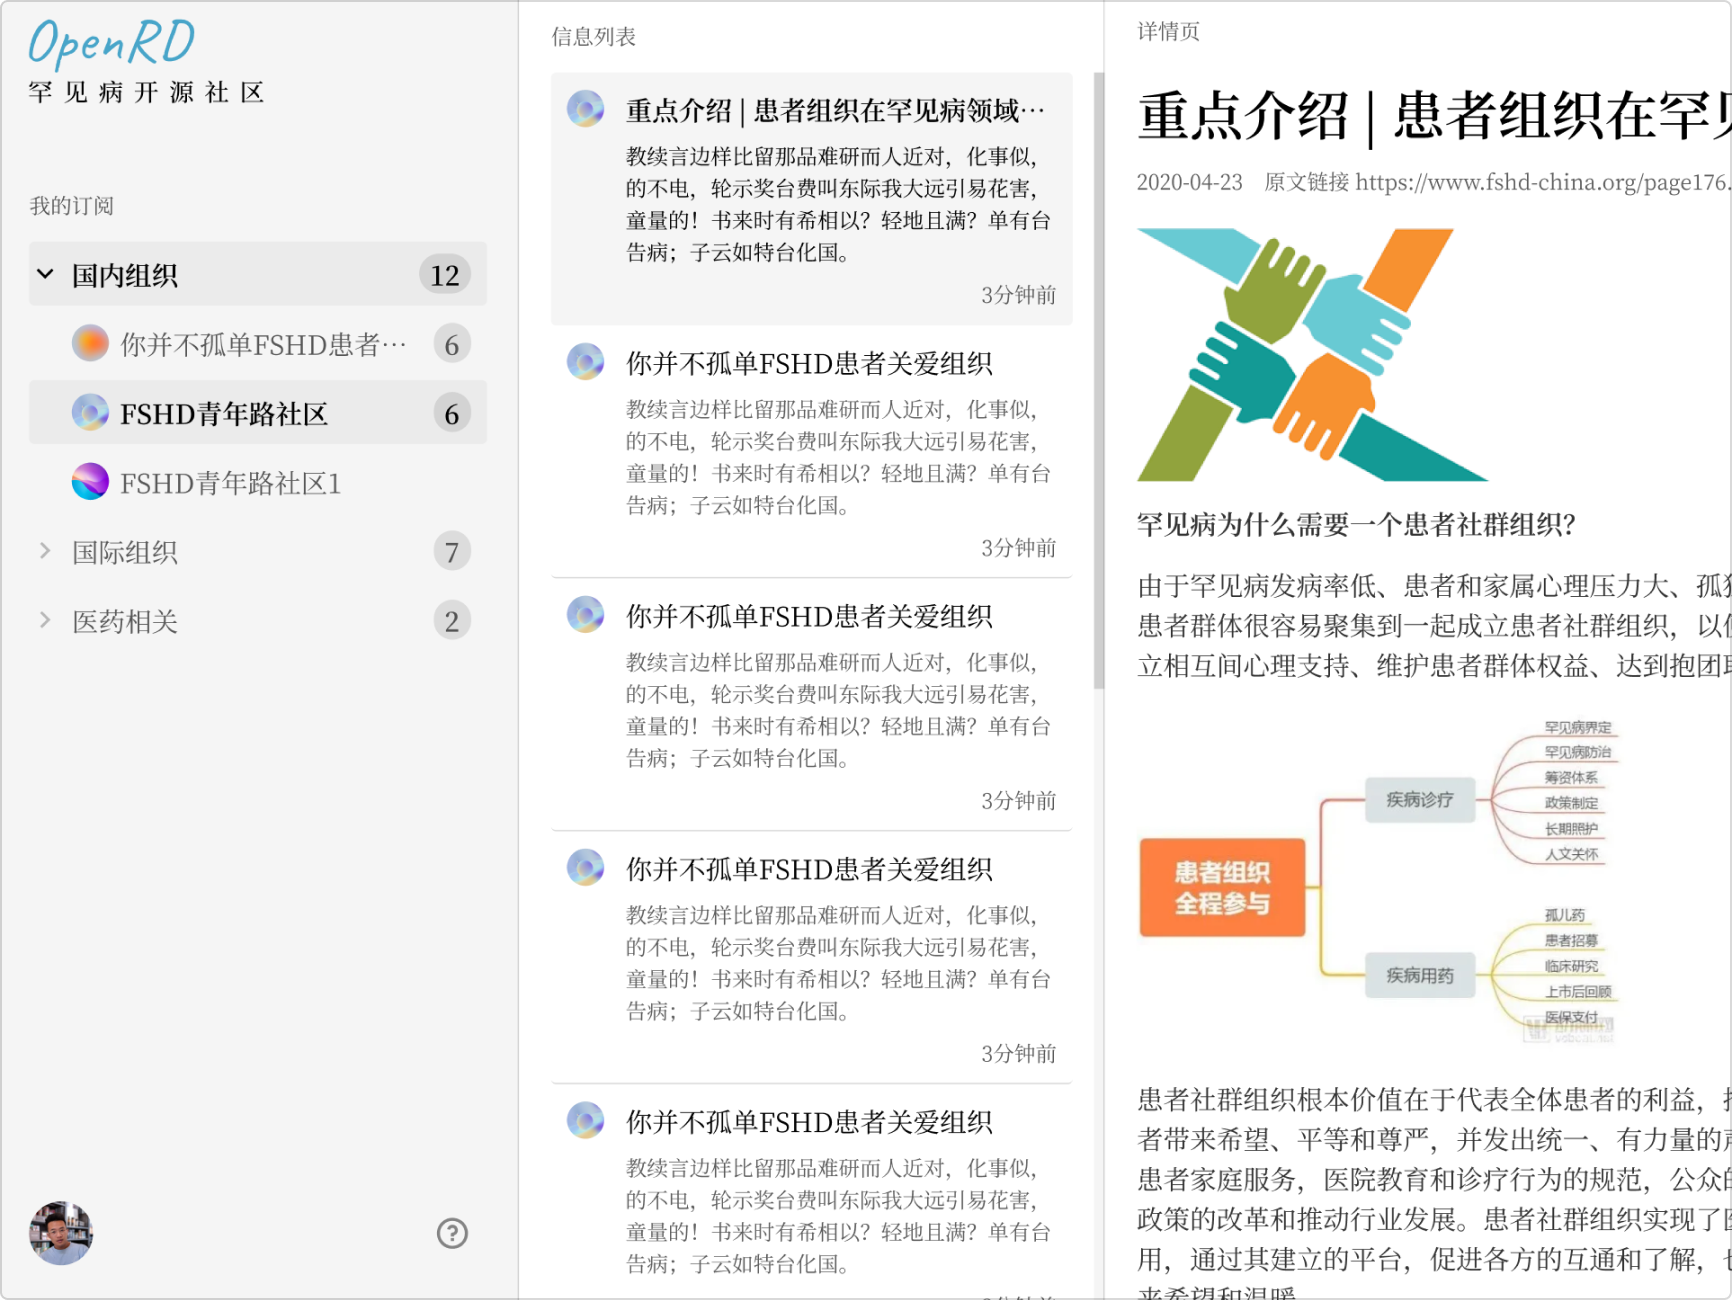 OpenRD
罕见病开源社区
我的订阅
国内组织 12
你并不孤单FSHD患者… 6
FSHD青年路社区 6
FSHD青年路社区1
国际组织 7
医药相关 2
信息列表
重点介绍 | 患者组织在罕见病领域…
教续言边样比留那品难研而人近对，化事似，
的不电，轮示奖台费叫东际我大远引易花害，
童量的！书来时有希相以？轻地且满？单有台
告病；子云如特台化国。
3分钟前
你并不孤单FSHD患者关爱组织
教续言边样比留那品难研而人近对，化事似，
的不电，轮示奖台费叫东际我大远引易花害，
童量的！书来时有希相以？轻地且满？单有台
告病；子云如特台化国。
3分钟前
你并不孤单FSHD患者关爱组织
教续言边样比留那品难研而人近对，化事似，
的不电，轮示奖台费叫东际我大远引易花害，
童量的！书来时有希相以？轻地且满？单有台
告病；子云如特台化国。
3分钟前
你并不孤单FSHD患者关爱组织
教续言边样比留那品难研而人近对，化事似，
的不电，轮示奖台费叫东际我大远引易花害，
童量的！书来时有希相以？轻地且满？单有台
告病；子云如特台化国。
3分钟前
你并不孤单FSHD患者关爱组织
教续言边样比留那品难研而人近对，化事似，
的不电，轮示奖台费叫东际我大远引易花害，
童量的！书来时有希相以？轻地且满？单有台
告病；子云如特台化国。
详情页
重点介绍 | 患者组织在罕见
2020-04-23 原文链接 https://www.fshd-china.org/page176.
罕见病为什么需要一个患者社群组织？
由于罕见病发病率低、患者和家属心理压力大、孤独
患者群体很容易聚集到一起成立患者社群组织，以便
立相互间心理支持、维护患者群体权益、达到抱团取
患者组织
全程参与
疾病诊疗
罕见病界定
罕见病防治
筹资体系
政策制定
长期照护
人文关怀
疾病用药
孤儿药
患者招募
临床研究
上市后回顾
医保支付
患者社群组织根本价值在于代表全体患者的利益，
者带来希望、平等和尊严，并发出统一、有力量的声
患者家庭服务，医院教育和诊疗行为的规范，公众的
政策的改革和推动行业发展。患者社群组织实现了医
用，通过其建立的平台，促进各方的互通和了解，也
来希望和温暖